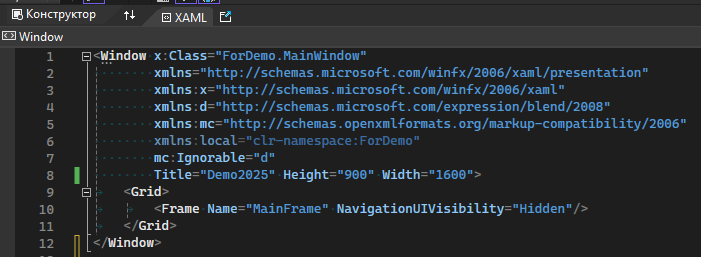 Конструктор XAML
Window
1 <Window x:Class="ForDemo.MainWindow"
2 xmlns="http://schemas.microsoft.com/winfx/2006/xaml/presentation"
3 xmlns:x="http://schemas.microsoft.com/winfx/2006/xaml"
4 xmlns:d="http://schemas.microsoft.com/expression/blend/2008"
5 xmlns:mc="http://schemas.openxmlformats.org/markup-compatibility/2006"
6 xmlns:local="clr-namespace:ForDemo"
7 mc:Ignorable="d"
8 Title="Demo2025" Height="900" Width="1600">
9 <Grid>
10 <Frame Name="MainFrame" NavigationUIVisibility="Hidden"/>
11 </Grid>
12 </Window>